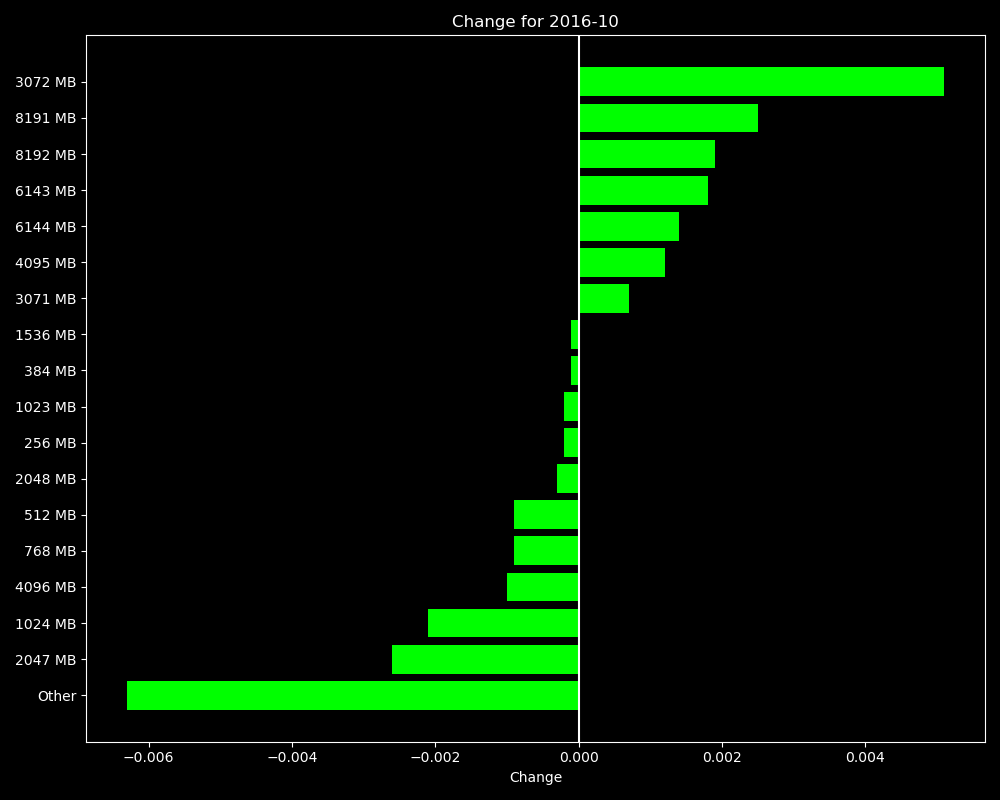 Change for 2016-10
3072 MB
8191 MB
8192 MB
6143 MB
6144 MB
4095 MB
3071 MB
1536 MB
384 MB
1023 MB
256 MB
2048 MB
512 MB
768 MB
4096 MB
1024 MB
2047 MB
Other
−0.006 −0.004 −0.002 0.000 0.002 0.004
Change